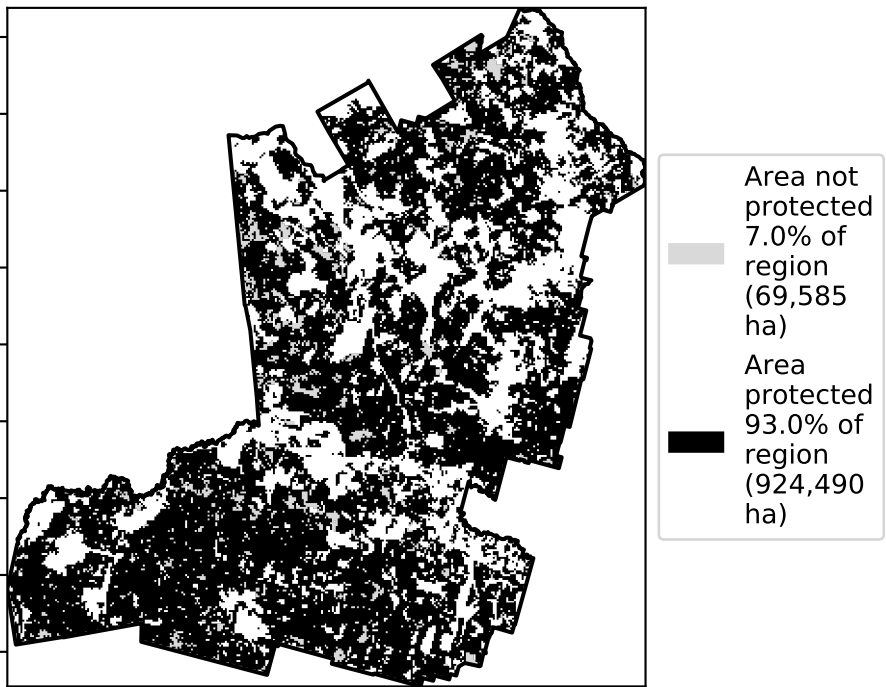 Area not
protected
7.0% of
region
(69,585
ha)
Area
protected
93.0% of
region
(924,490
ha)